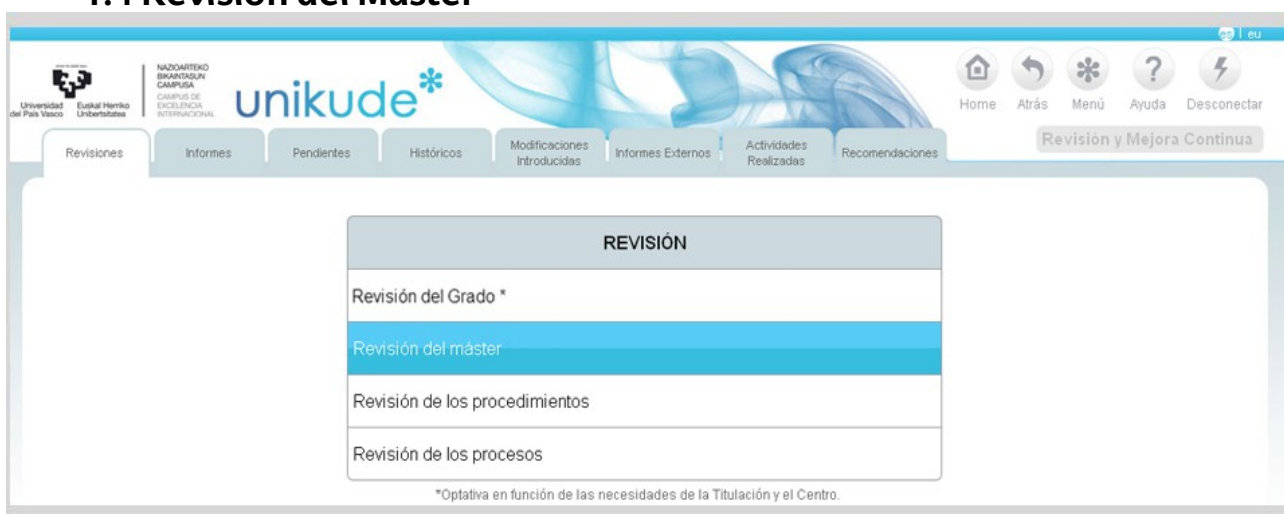 1.4 Revisión del Máster
es | eu
Universidad del País Vasco
Euskal Herriko Unibertsitatea
NAZIOARTEKO
BIKAINTASUN
CAMPUSA
CAMPUS DE
EXCELENCIA
INTERNACIONAL
unikude*
Home Atrás Menú Ayuda Desconectar
Revisión y Mejora Continua
Revisiones Informes Pendientes Históricos Modificaciones Introducidas Informes Externos Actividades Realizadas Recomendaciones
REVISIÓN
Revisión del Grado *
Revisión del máster
Revisión de los procedimientos
Revisión de los procesos
*Optativa en función de las necesidades de la Titulación y el Centro.